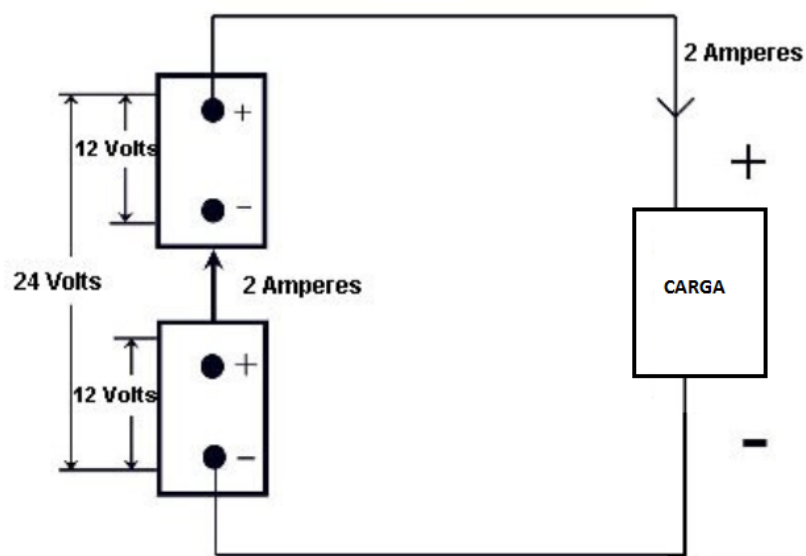 2 Amperes
+
12 Volts
+
−
−
24 Volts
2 Amperes
CARGA
+
12 Volts
−
-